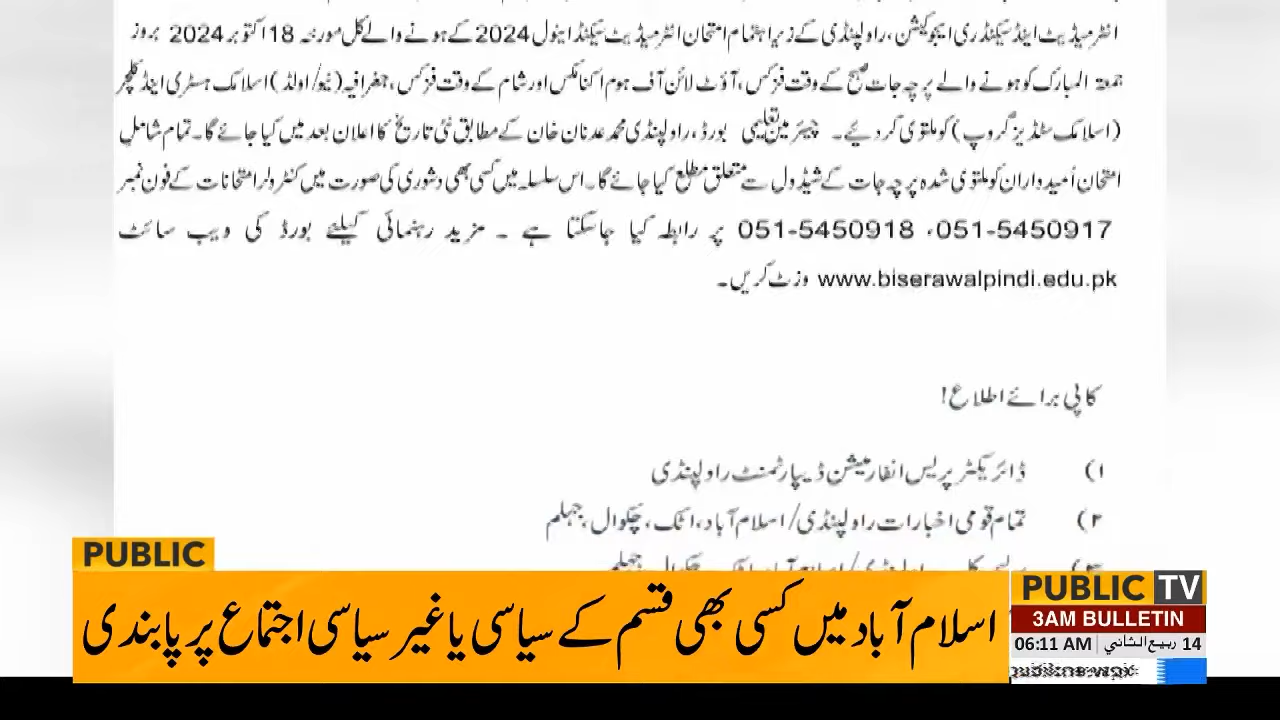 انٹرمیڈیٹ اینڈ سیکنڈری ایجوکیشن، راولپنڈی کے زیر اہتمام امتحان انٹرمیڈیٹ سیکنڈ اینول 2024 کے ہونے والے کل مورخہ 18 اکتوبر 2024 بروز
جمعۃ المبارک کو ہونے والے پرچہ جات صبح کے وقت فزکس، آؤٹ لائن آف ہوم اکنامکس اور شام کے وقت فزکس، جغرافیہ (نیو/اولڈ) اسلامک ہسٹری اینڈ کلچر
(اسلامک سٹڈیز گروپ) کو ملتوی کر دئیے۔ چیئرمین تعلیمی بورڈ، راولپنڈی محمد عدنان خان کے مطابق نئی تاریخ کا اعلان بعد میں کیا جائے گا۔ تمام شاملِ
امتحان اُمیدواران کو ملتوی شدہ پرچہ جات کے شیڈول سے متعلق مطلع کیا جائے گا۔ اس سلسلہ میں کسی بھی دشوری کی صورت میں کنٹرولر امتحانات کے فون نمبر
051-5450917، 051-5450918 پر رابطہ کیا جاسکتا ہے ۔ مزید رہنمائی کیلئے بورڈ کی ویب سائٹ
www.biserawalpindi.edu.pk وزٹ کریں۔
کاپی برائے اطلاع!
۱) ڈائریکٹر پریس انفارمیشن ڈیپارٹمنٹ راولپنڈی
۲) تمام قومی اخبارات راولپنڈی/اسلام آباد، اٹک، چکوال، جہلم
PUBLIC
اسلام آباد میں کسی بھی قسم کے سیاسی یا غیر سیاسی اجتماع پر پابندی
PUBLIC TV
3AM BULLETIN
06:11 AM 14 ربیع الثانی